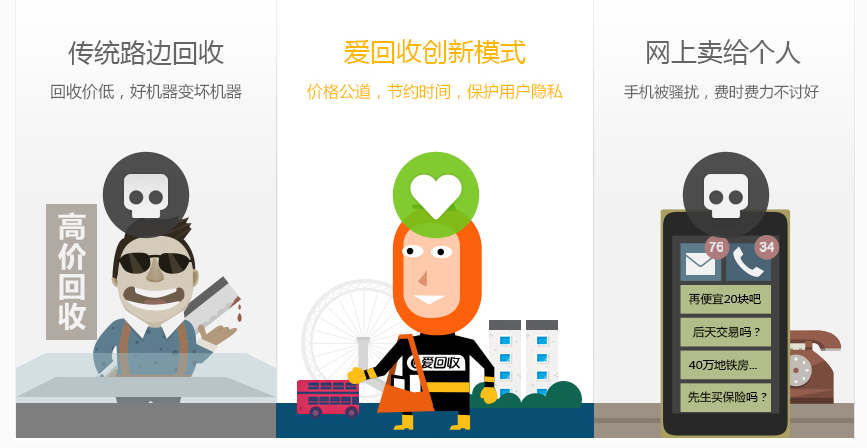 传统路边回收
回收价低，好机器变坏机器
高价回收
爱回收创新模式
价格公道，节约时间，保护用户隐私
爱回收
网上卖给个人
手机被骚扰，费时费力不讨好
76
34
再便宜20块吧
后天交易吗？
40万地铁房...
先生买保险吗？